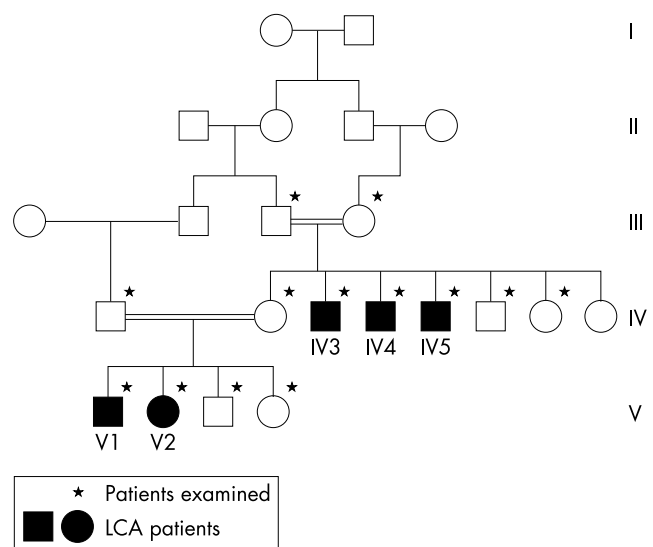 I
II
III
IV
IV3 IV4 IV5
V
V1 V2
Patients examined
LCA patients